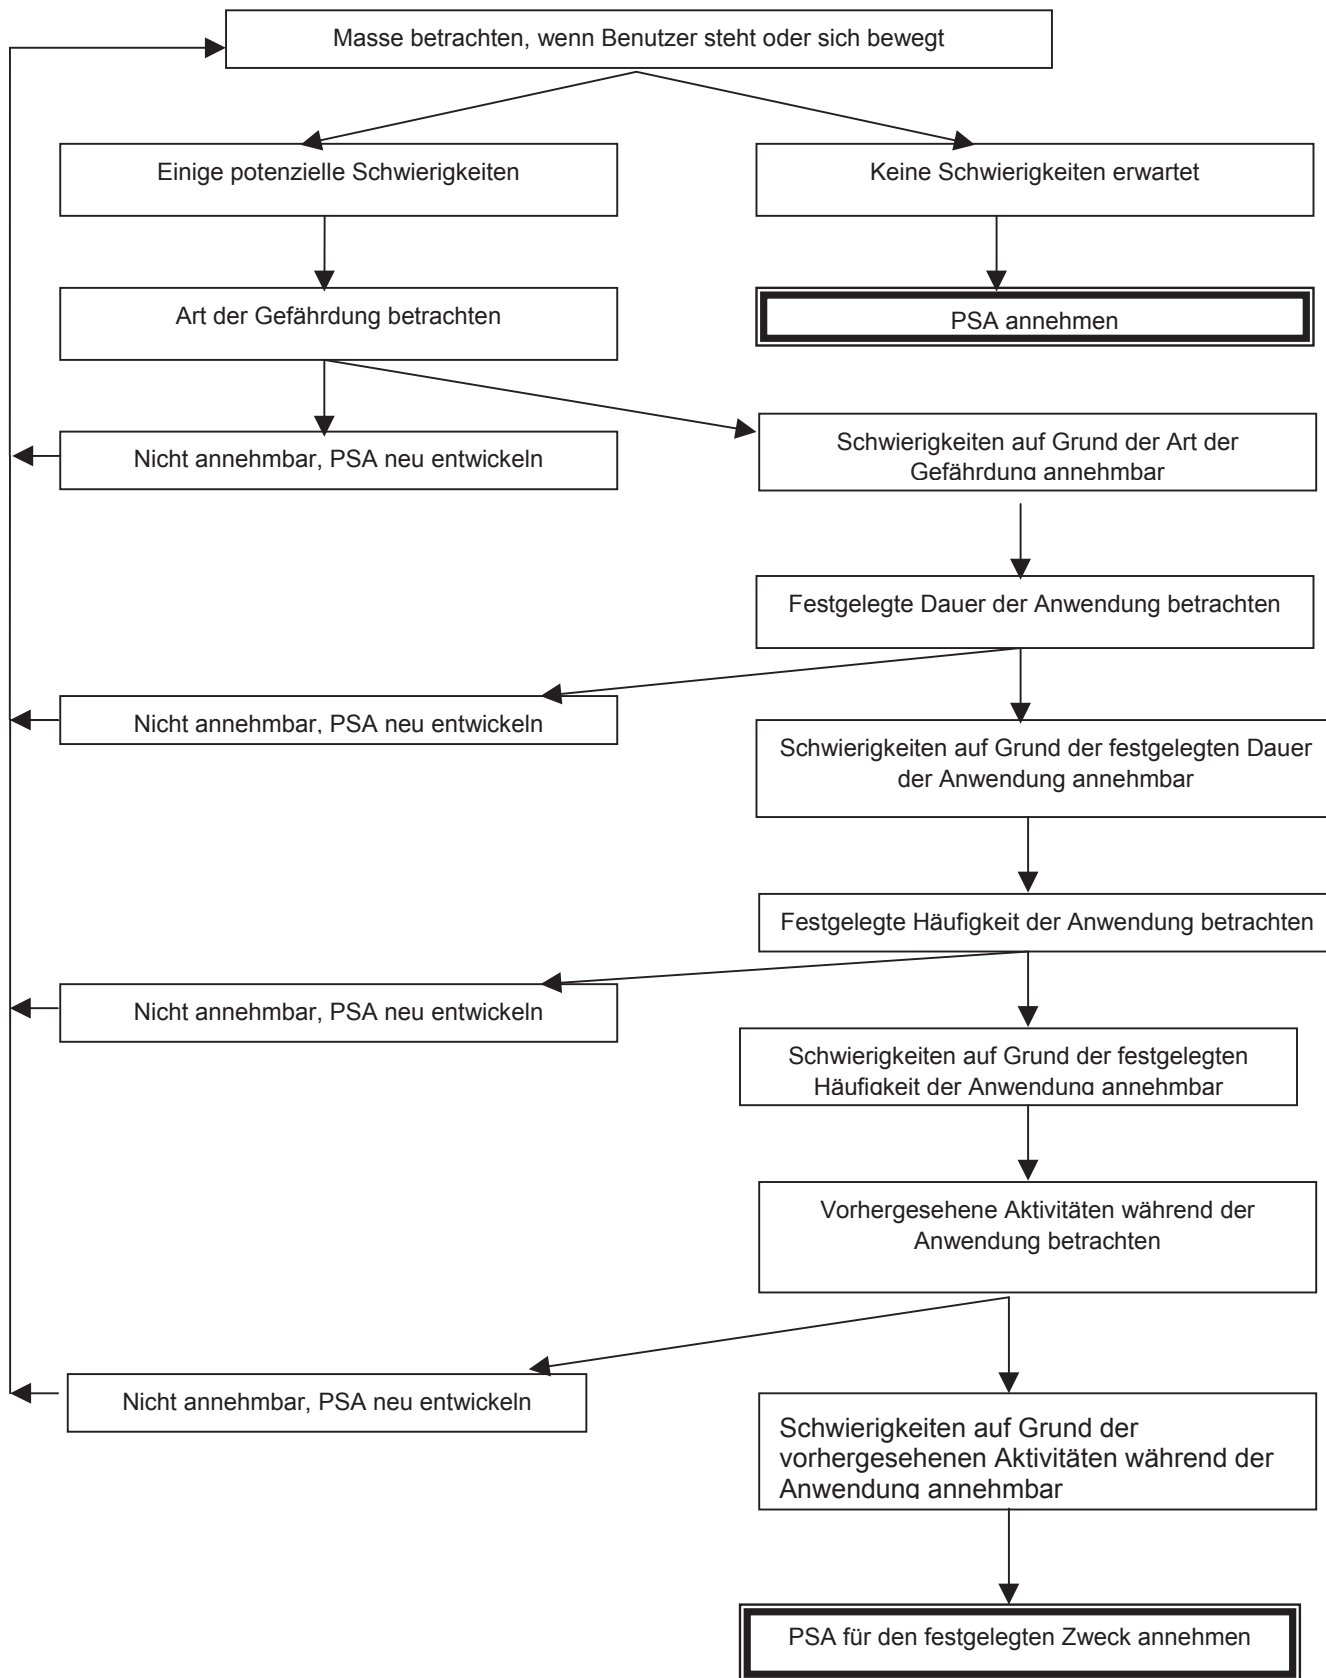 Masse betrachten, wenn Benutzer steht oder sich bewegt
Einige potenzielle Schwierigkeiten
Keine Schwierigkeiten erwartet
Art der Gefährdung betrachten
PSA annehmen
Nicht annehmbar, PSA neu entwickeln
Schwierigkeiten auf Grund der Art der
Gefährdung annehmbar
Festgelegte Dauer der Anwendung betrachten
Nicht annehmbar, PSA neu entwickeln
Schwierigkeiten auf Grund der festgelegten Dauer
der Anwendung annehmbar
Festgelegte Häufigkeit der Anwendung betrachten
Nicht annehmbar, PSA neu entwickeln
Schwierigkeiten auf Grund der festgelegten
Häufigkeit der Anwendung annehmbar
Vorhergesehene Aktivitäten während der
Anwendung betrachten
Nicht annehmbar, PSA neu entwickeln
Schwierigkeiten auf Grund der
vorhergesehenen Aktivitäten während der
Anwendung annehmbar
PSA für den festgelegten Zweck annehmen